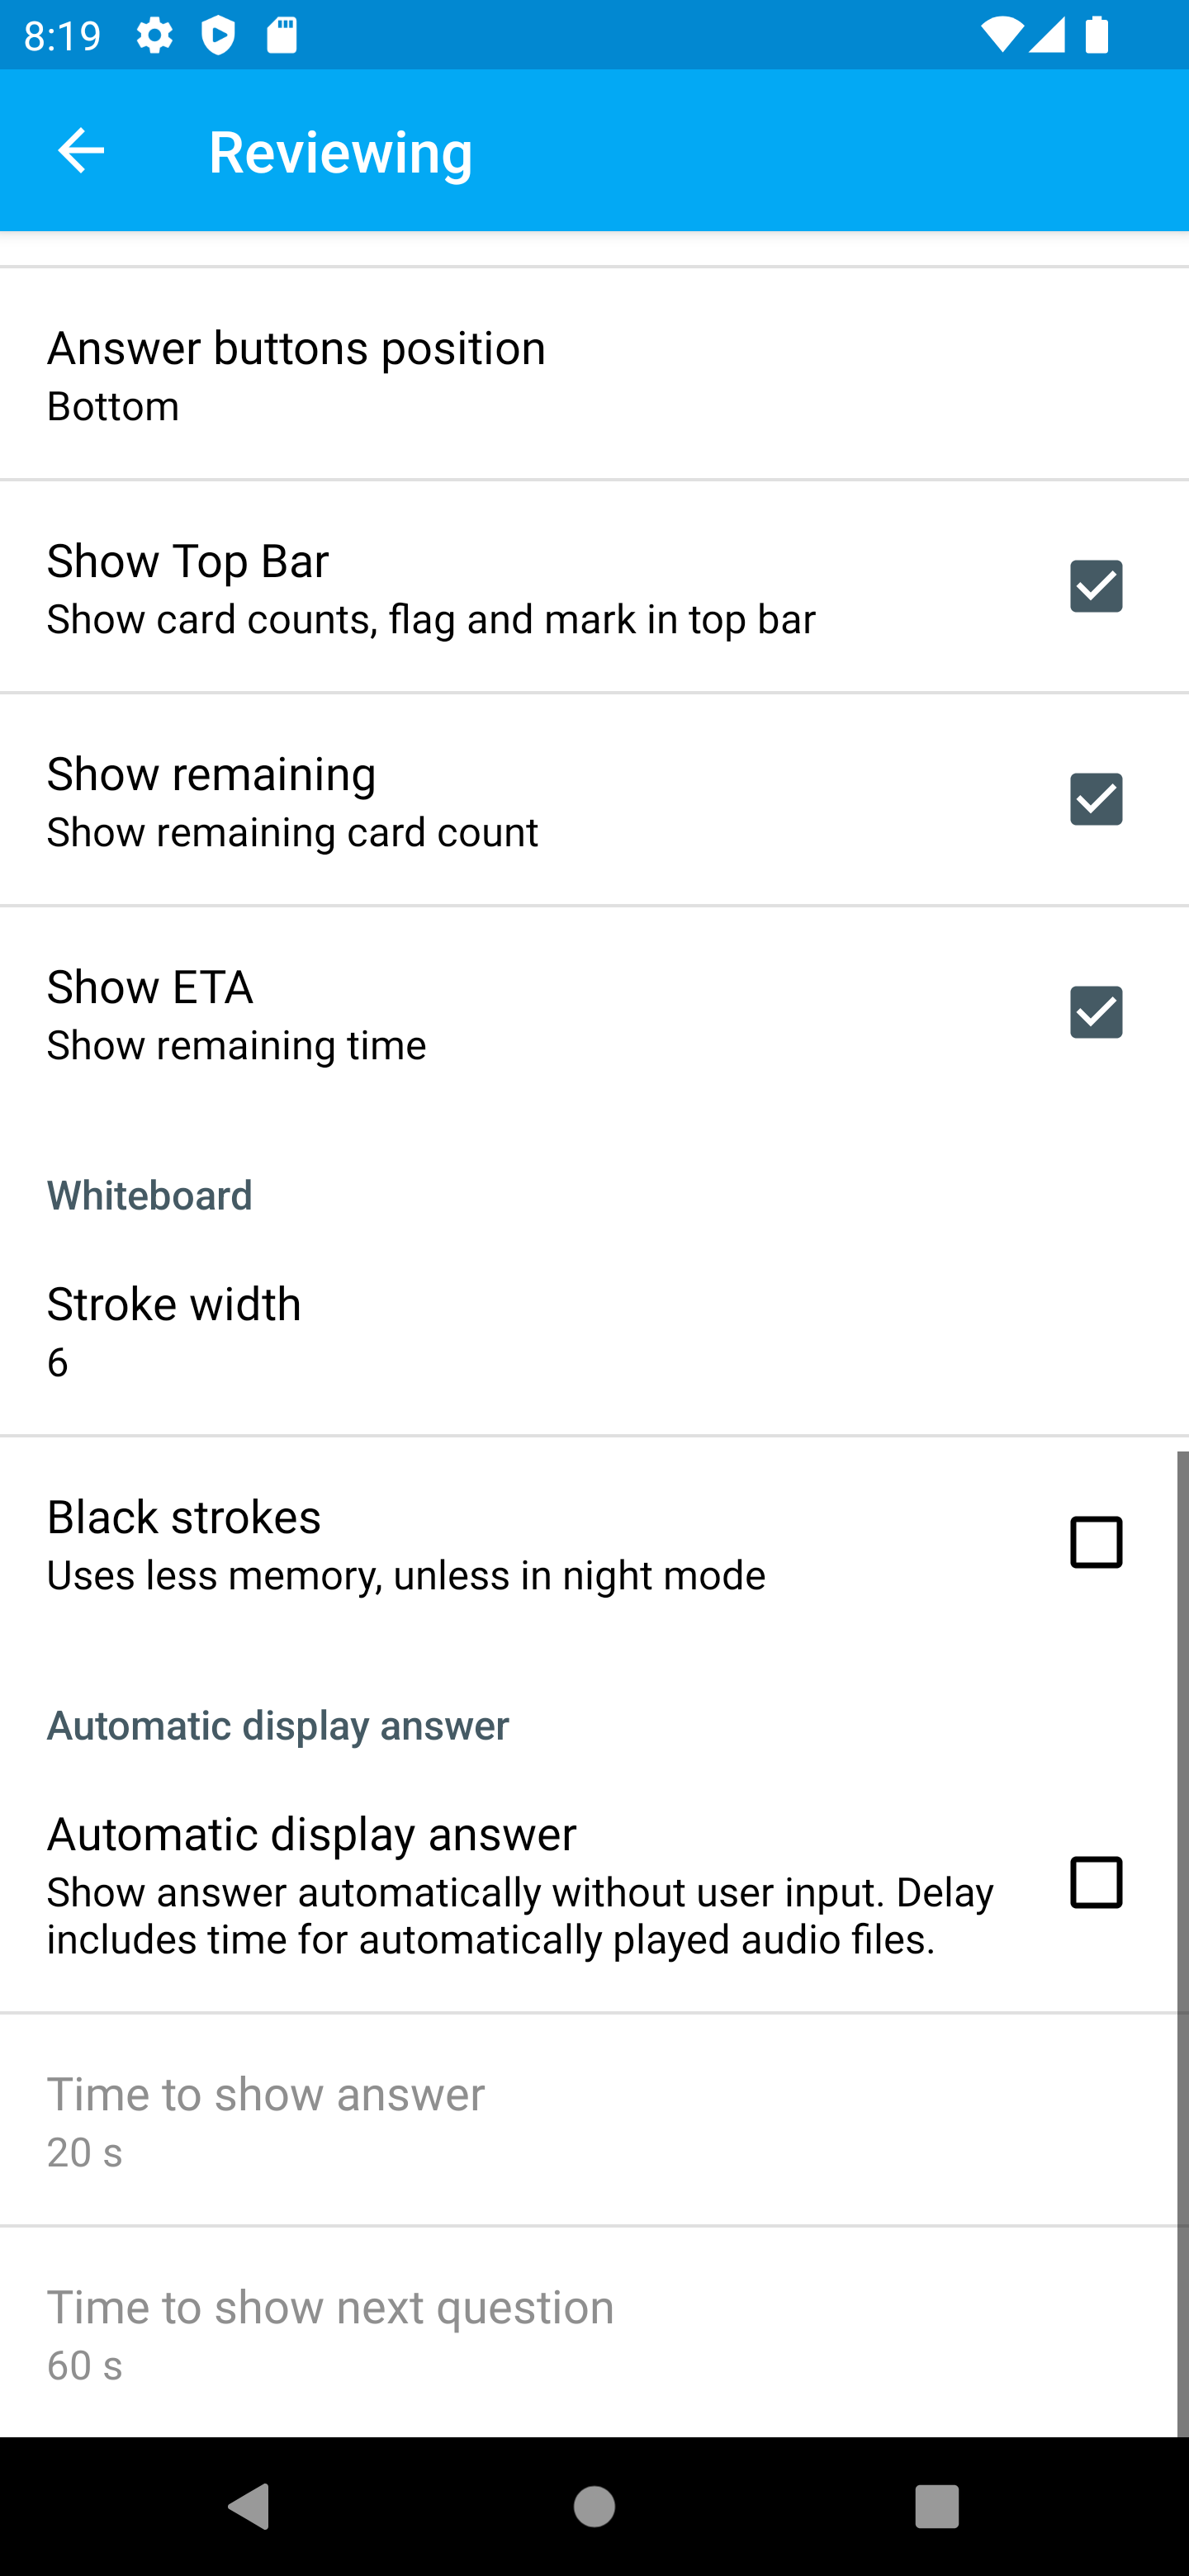 8:19
Reviewing
Answer buttons position
Bottom
Show Top Bar
Show card counts, flag and mark in top bar
Show remaining
Show remaining card count
Show ETA
Show remaining time
Whiteboard
Stroke width
6
Black strokes
Uses less memory, unless in night mode
Automatic display answer
Automatic display answer
Show answer automatically without user input. Delay
includes time for automatically played audio files.
Time to show answer
20 s
Time to show next question
60 s